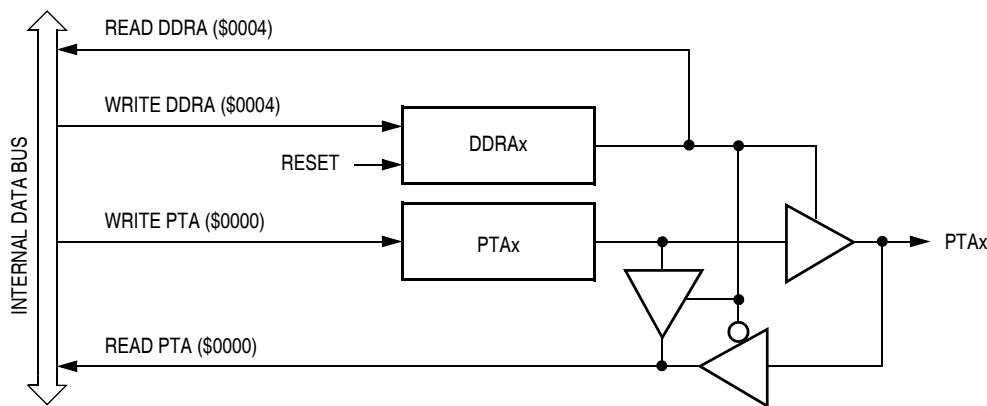 READ DDRA ($0004)
WRITE DDRA ($0004)
DDRAx
RESET
WRITE PTA ($0000)
PTAx
PTAx
READ PTA ($0000)
INTERNAL DATA BUS